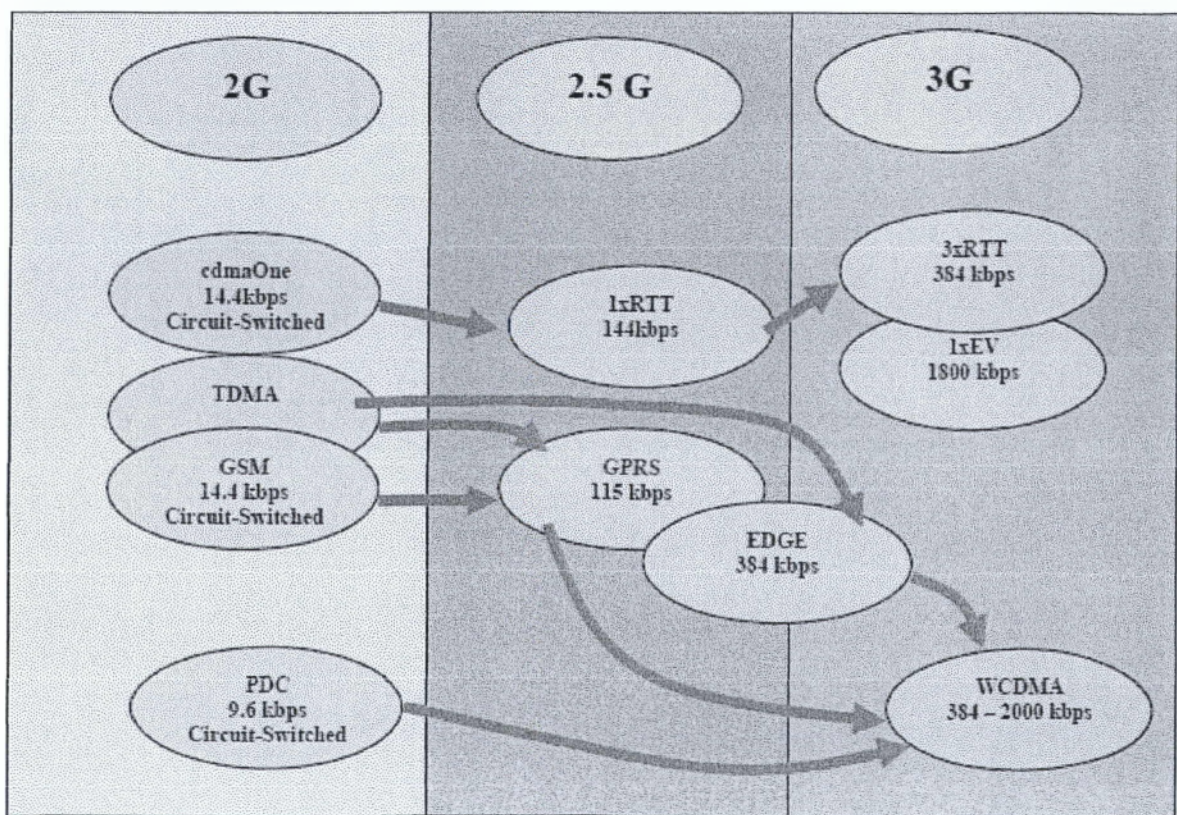 2G
2.5 G
3G
cdmaOne
14.4kbps
Circuit-Switched
1xRTT
144kbps
3xRTT
384 kbps
1xEV
1800 kbps
TDMA
GSM
14.4 kbps
Circuit-Switched
GPRS
115 kbps
EDGE
384 kbps
PDC
9.6 kbps
Circuit-Switched
WCDMA
384 – 2000 kbps